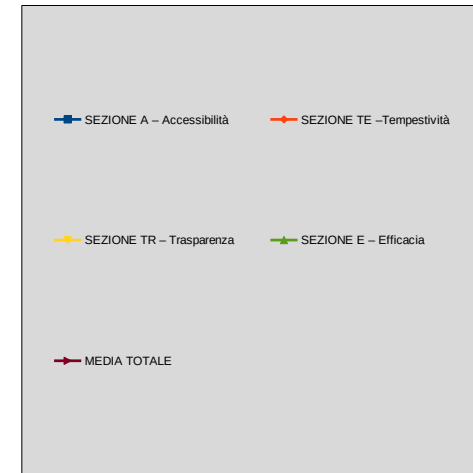 SEZIONE A – Accessibilità
SEZIONE TE –Tempestività
SEZIONE TR – Trasparenza
SEZIONE E – Efficacia
MEDIA TOTALE